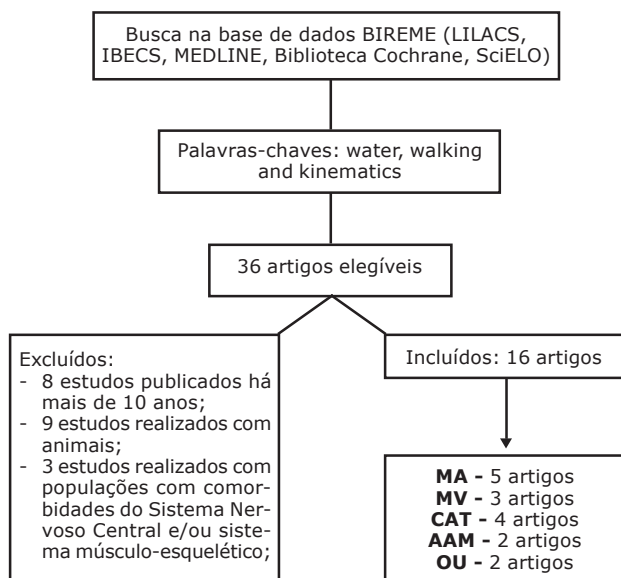 Busca na base de dados BIREME (LILACS,
IBECS, MEDLINE, Biblioteca Cochrane, SciELO)
Palavras-chaves: water, walking
and kinematics
36 artigos elegíveis
Excluídos:
- 8 estudos publicados há
mais de 10 anos;
- 9 estudos realizados com
animais;
- 3 estudos realizados com
populações com comor-
bidades do Sistema Ner-
voso Central e/ou siste-
ma músculo-esquelético;
Incluídos: 16 artigos
MA - 5 artigos
MV - 3 artigos
CAT - 4 artigos
AAM - 2 artigos
OU - 2 artigos